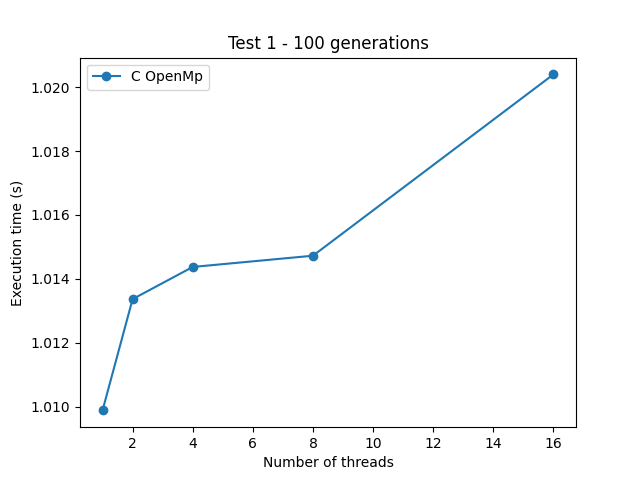 Test 1 - 100 generations
C OpenMp
Execution time (s)
1.020
1.018
1.016
1.014
1.012
1.010
2 4 6 8 10 12 14 16
Number of threads